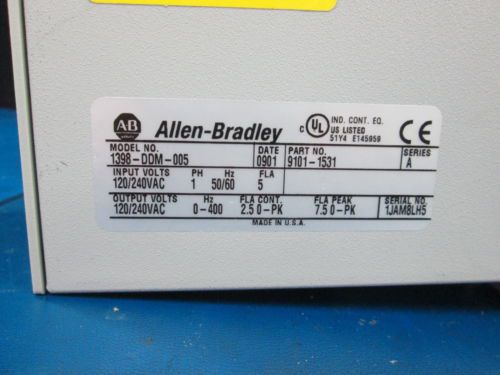 AB Allen-Bradley
c UL US LISTED
IND. CONT. EQ.
51Y4 E145959
CE
MODEL NO. DATE PART NO. SERIES
1398-DDM-005 0901 9101-1531 A
INPUT VOLTS PH Hz FLA
120/240VAC 1 50/60 5
OUTPUT VOLTS Hz FLA CONT. FLA PEAK SERIAL NO.
120/240VAC 0-400 2.5 0-PK 7.5 0-PK 1JAM8LH5
MADE IN U.S.A.